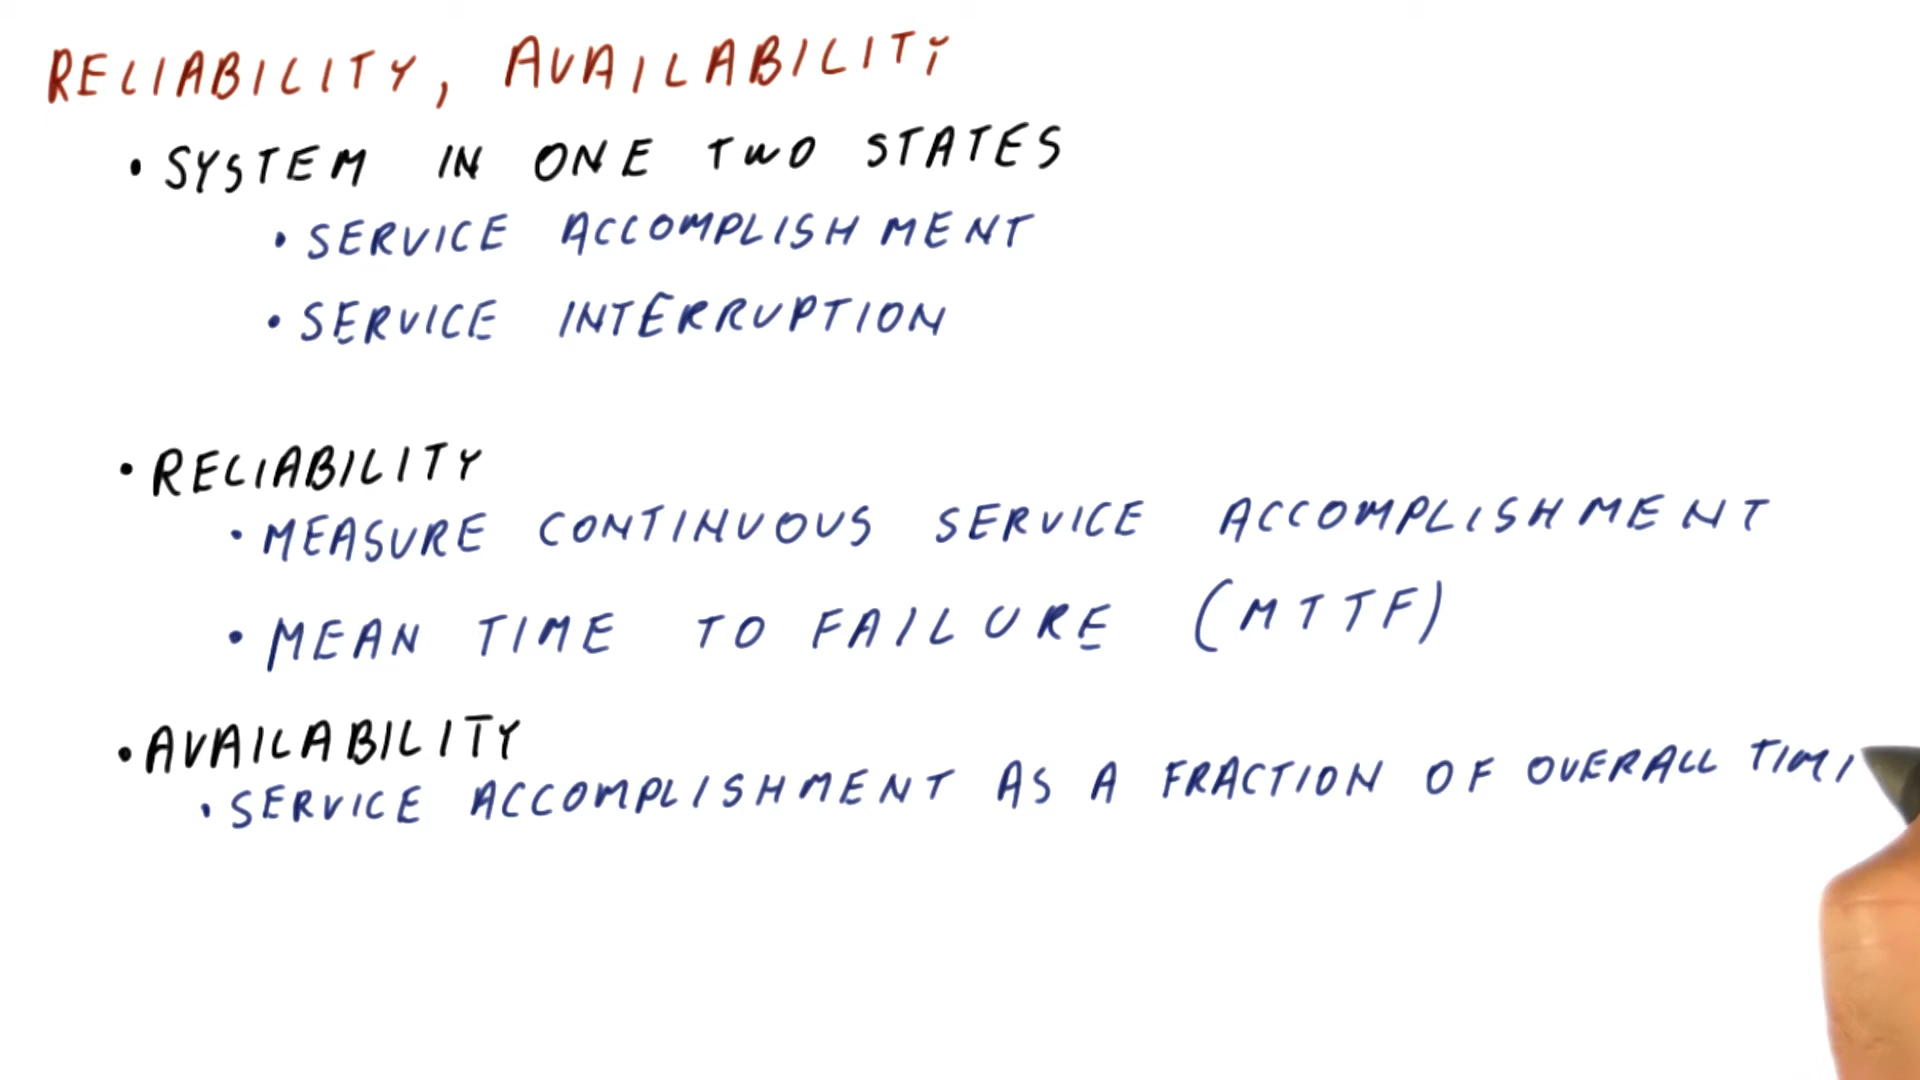 RELIABILITY, AVAILABILITY
• SYSTEM IN ONE TWO STATES
• SERVICE ACCOMPLISHMENT
• SERVICE INTERRUPTION
• RELIABILITY
• MEASURE CONTINUOUS SERVICE ACCOMPLISHMENT
• MEAN TIME TO FAILURE (MTTF)
• AVAILABILITY
• SERVICE ACCOMPLISHMENT AS A FRACTION OF OVERALL TIM